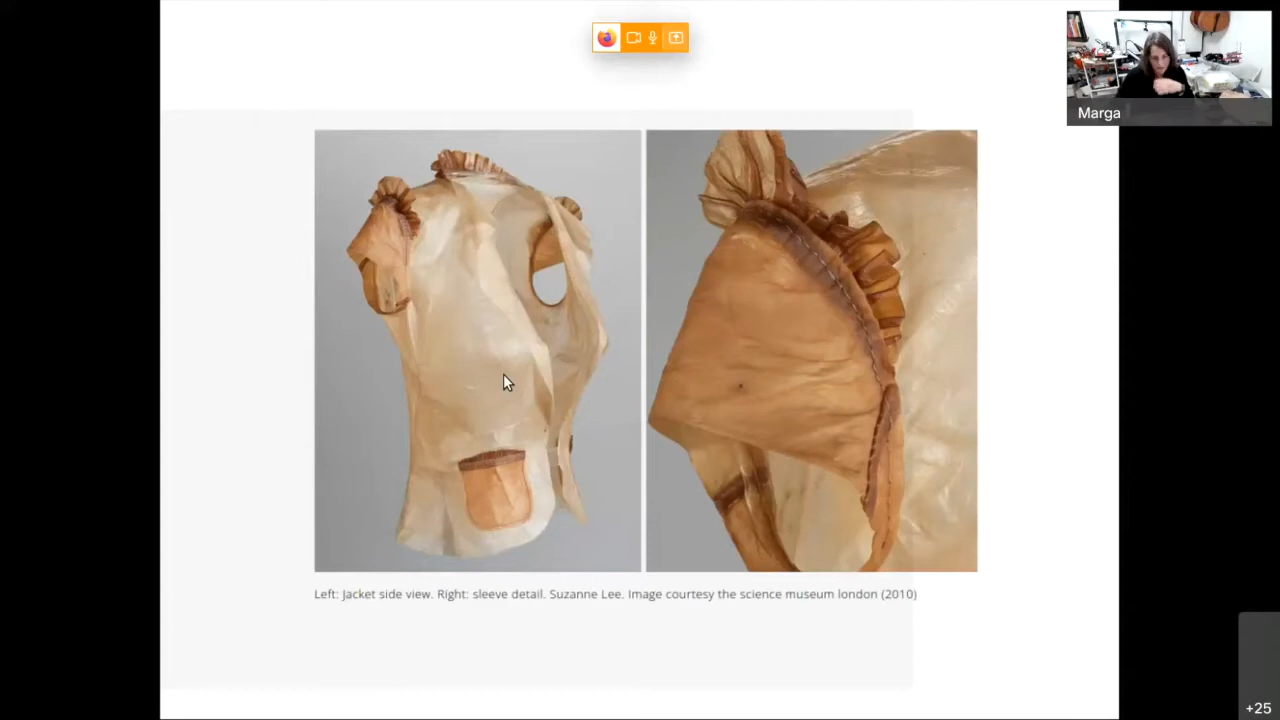 Marga
Left: Jacket side view. Right: sleeve detail. Suzanne Lee. Image courtesy the science museum london (2010)
+25